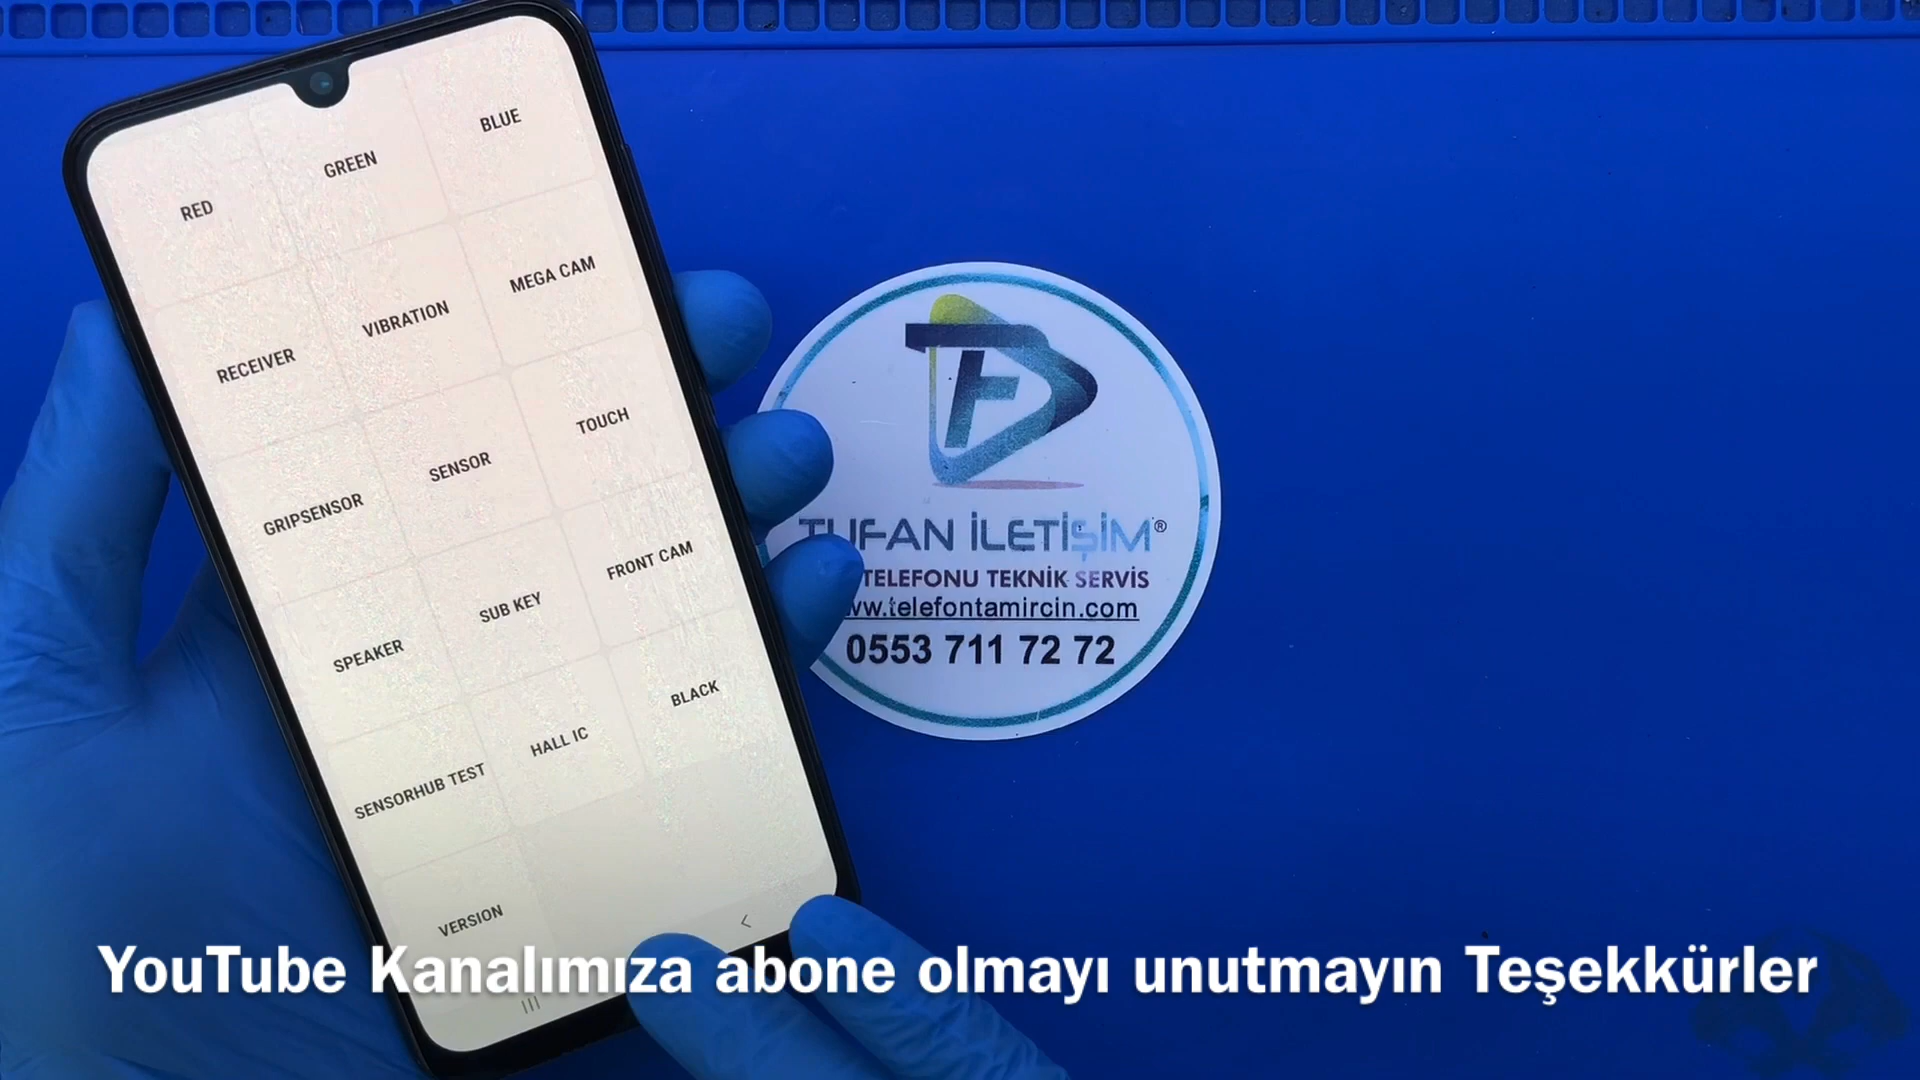 RED
GREEN
BLUE
RECEIVER
VIBRATION
MEGA CAM
GRIPSENSOR
SENSOR
TOUCH
SPEAKER
SUB KEY
FRONT CAM
SENSORHUB TEST
HALL IC
BLACK
VERSION
TUFAN İLETİŞİM®
TELEFONU TEKNİK SERVİS
ww.telefontamircin.com
0553 711 72 72
YouTube Kanalımıza abone olmayı unutmayın Teşekkürler